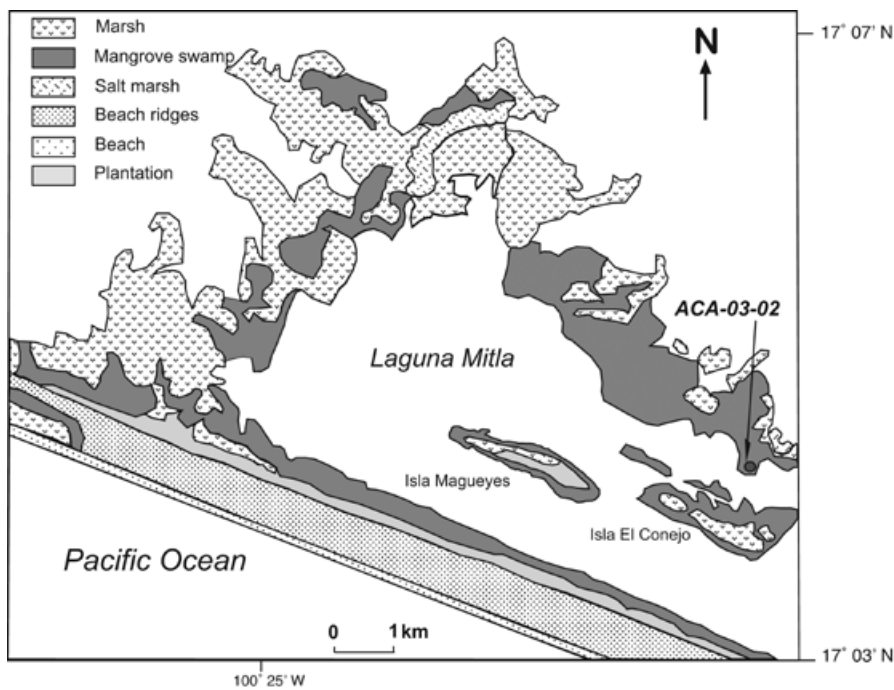 Marsh
Mangrove swamp
Salt marsh
Beach ridges
Beach
Plantation
N
17° 07' N
ACA-03-02
Laguna Mitla
Isla Magueyes
Isla El Conejo
Pacific Ocean
0 1 km
17° 03' N
100° 25' W